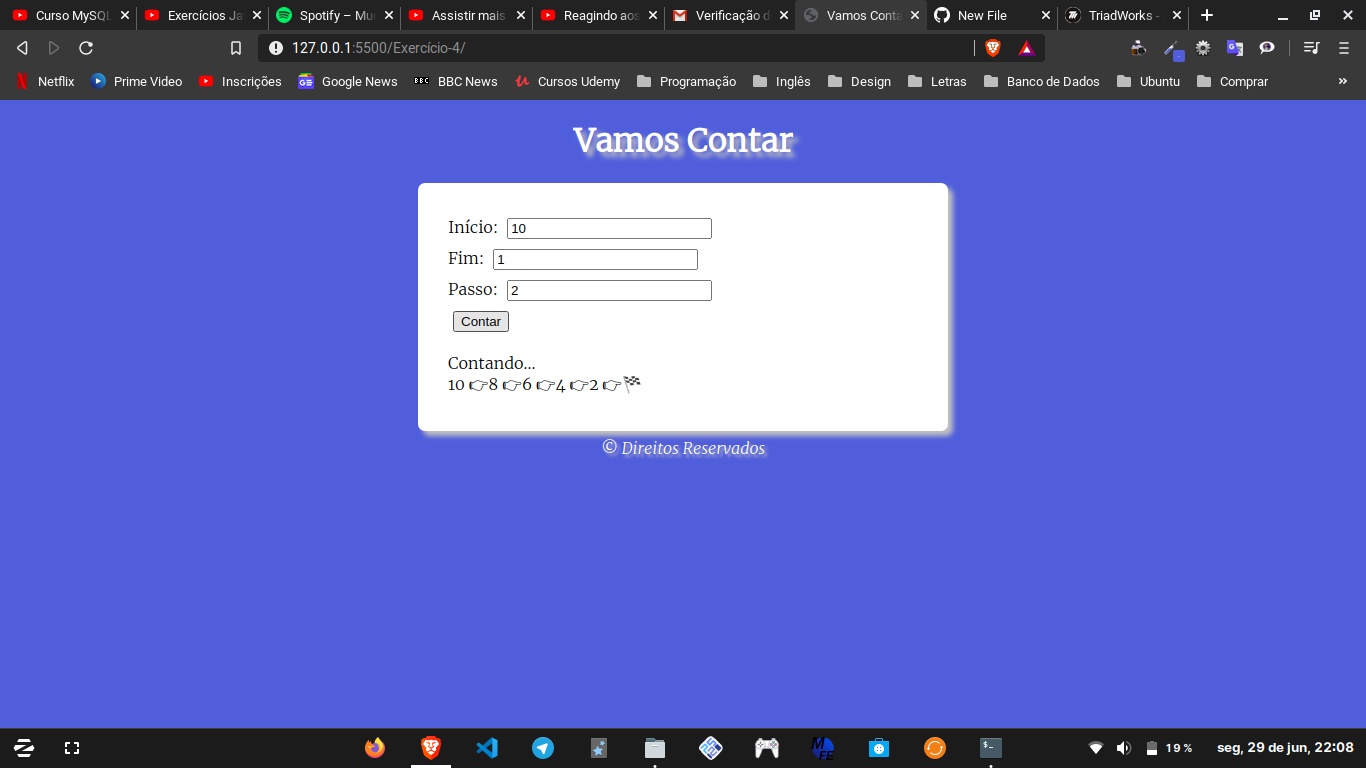 Curso MySQL
Exercícios Ja
Spotify – Mu
Assistir mais
Reagindo aos
Verificação d
Vamos Conta
New File
TriadWorks -
127.0.0.1:5500/Exercício-4/
Netflix
Prime Video
Inscrições
Google News
BBC News
Cursos Udemy
Programação
Inglês
Design
Letras
Banco de Dados
Ubuntu
Comprar
»
Vamos Contar
Início: 10
Fim: 1
Passo: 2
Contar
Contando...
10 👉8 👉6 👉4 👉2 👉🏁
© Direitos Reservados
19%
seg, 29 de jun, 22:08